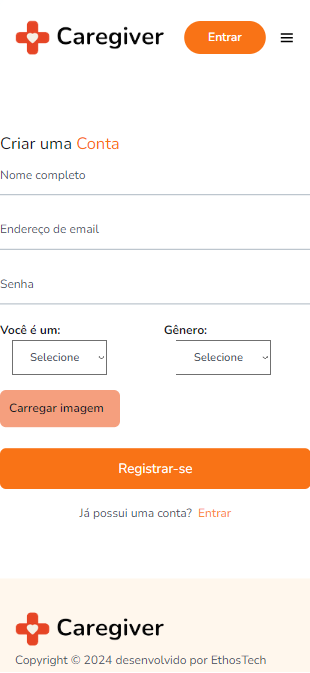 Caregiver Entrar
Criar uma Conta
Nome completo
Endereço de email
Senha
Você é um: Gênero:
Selecione Selecione
Carregar imagem
Registrar-se
Já possui uma conta? Entrar
Caregiver
Copyright © 2024 desenvolvido por EthosTech